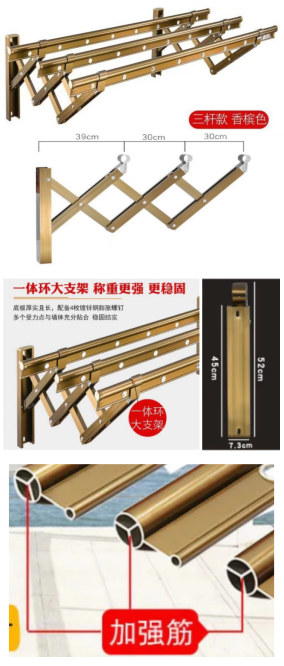 三杆款 香槟色
39cm
30cm
30cm
一体环大支架 称重更强 更稳固
底板厚实且长，配备4枚镀锌钢膨胀螺钉
多个受力点与墙体充分贴合 稳固结实
一体环
大支架
45cm
52cm
7.3cm
加强筋